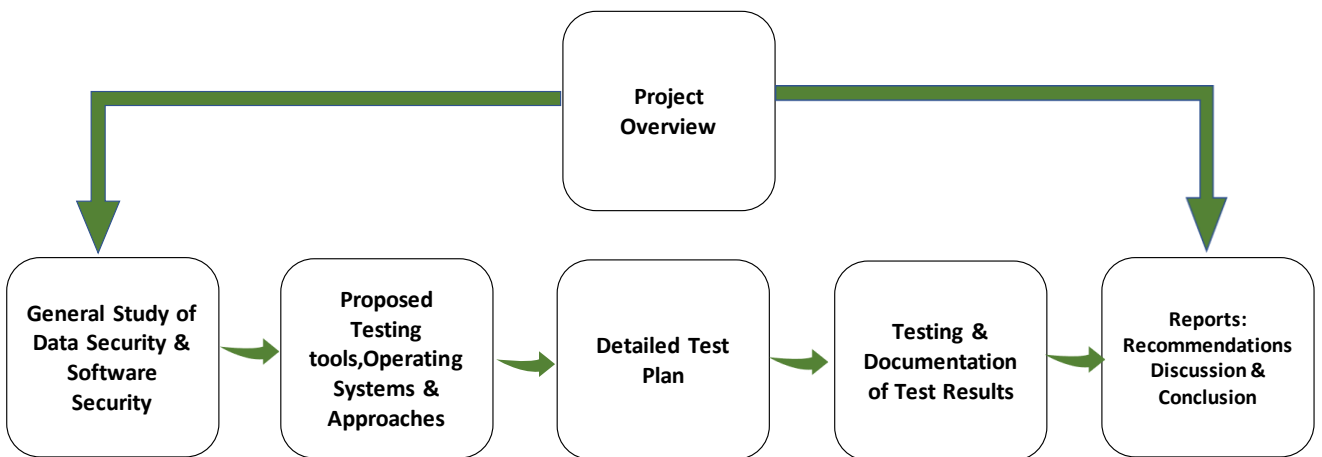 Project
Overview
General Study of
Data Security &
Software
Security
Proposed
Testing
tools,Operating
Systems &
Approaches
Detailed Test
Plan
Testing &
Documentation
of Test Results
Reports:
Recommendations
Discussion &
Conclusion